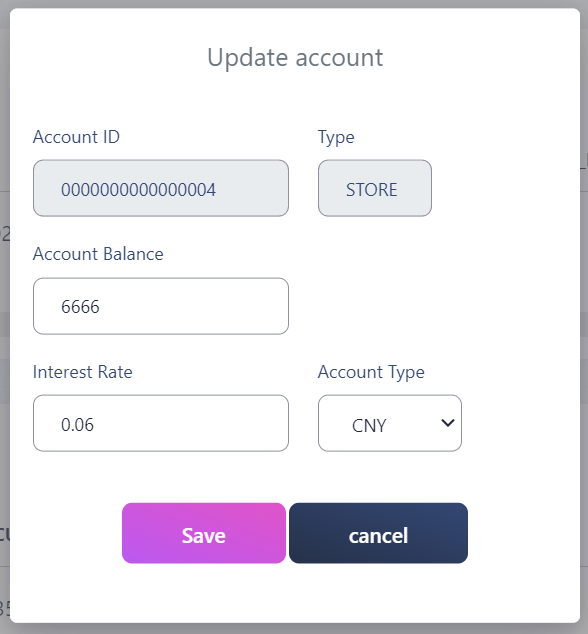 Update account
Account ID
Type
0000000000000004
STORE
Account Balance
6666
Interest Rate
Account Type
0.06
CNY
Save
cancel